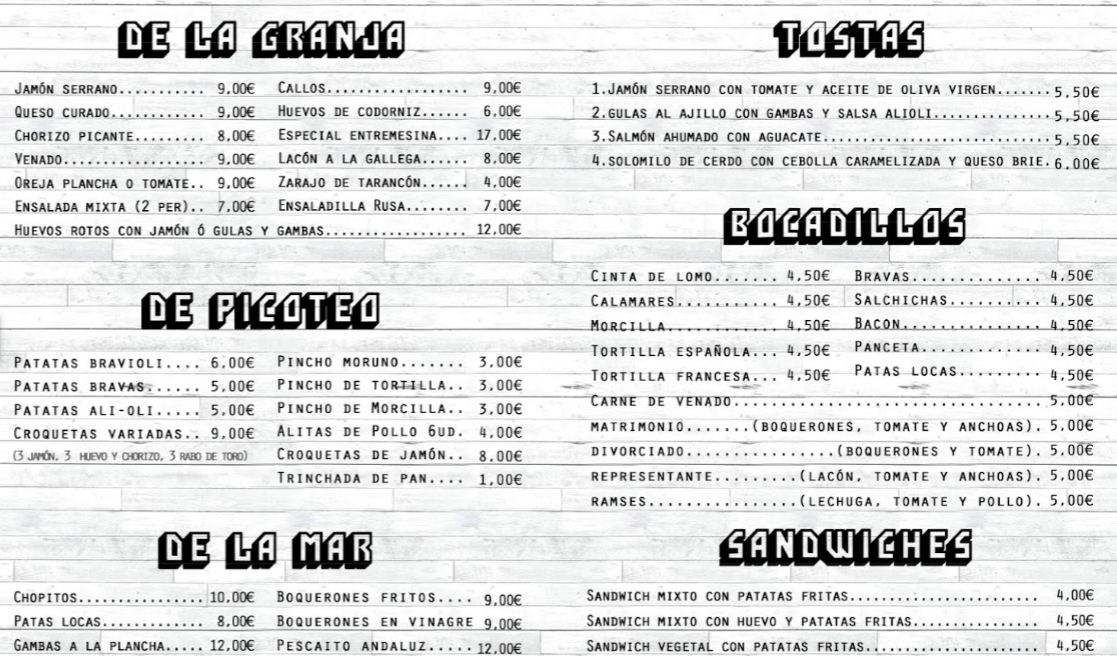 DE LA GRANJA
JAMÓN SERRANO........... 9,00€
QUESO CURADO............ 9,00€
CHORIZO PICANTE......... 8,00€
VENADO.................. 9,00€
OREJA PLANCHA O TOMATE.. 9,00€
ENSALADA MIXTA (2 PER).. 7,00€
CALLOS.................. 9,00€
HUEVOS DE CODORNIZ...... 6,00€
ESPECIAL ENTREMESINA.... 17,00€
LACÓN A LA GALLEGA...... 8,00€
ZARAJO DE TARANCÓN...... 4,00€
ENSALADILLA RUSA........ 7,00€
HUEVOS ROTOS CON JAMÓN Ó GULAS Y GAMBAS.................. 12,00€
DE PICOTEO
PATATAS BRAVIOLI.... 6,00€
PATATAS BRAVAS...... 5,00€
PATATAS ALI-OLI..... 5,00€
CROQUETAS VARIADAS.. 9,00€
(3 JAMÓN, 3 HUEVO Y CHORIZO, 3 RABO DE TORO)
PINCHO MORUNO....... 3,00€
PINCHO DE TORTILLA.. 3,00€
PINCHO DE MORCILLA.. 3,00€
ALITAS DE POLLO 6UD. 4,00€
CROQUETAS DE JAMÓN.. 8,00€
TRINCHADA DE PAN.... 1,00€
DE LA MAR
CHOPITOS................ 10,00€
PATAS LOCAS............. 8,00€
GAMBAS A LA PLANCHA..... 12,00€
BOQUERONES FRITOS.... 9,00€
BOQUERONES EN VINAGRE 9,00€
PESCAITO ANDALUZ..... 12,00€
TOSTAS
1.JAMÓN SERRANO CON TOMATE Y ACEITE DE OLIVA VIRGEN.......5,50€
2.GULAS AL AJILLO CON GAMBAS Y SALSA ALIOLI...............5,50€
3.SALMÓN AHUMADO CON AGUACATE.............................5,50€
4.SOLOMILO DE CERDO CON CEBOLLA CARAMELIZADA Y QUESO BRIE.6,00€
BOCADILLOS
CINTA DE LOMO....... 4,50€
CALAMARES........... 4,50€
MORCILLA............ 4,50€
TORTILLA ESPAÑOLA... 4,50€
TORTILLA FRANCESA... 4,50€
BRAVAS.............. 4,50€
SALCHICHAS.......... 4,50€
BACON............... 4,50€
PANCETA............. 4,50€
PATAS LOCAS......... 4,50€
CARNE DE VENADO................................ 5,00€
MATRIMONIO.......(BOQUERONES, TOMATE Y ANCHOAS). 5,00€
DIVORCIADO................(BOQUERONES Y TOMATE). 5,00€
REPRESENTANTE.........(LACÓN, TOMATE Y ANCHOAS). 5,00€
RAMSES................(LECHUGA, TOMATE Y POLLO). 5,00€
SANDWICHES
SANDWICH MIXTO CON PATATAS FRITAS........................ 4,00€
SANDWICH MIXTO CON HUEVO Y PATATAS FRITAS................ 4,50€
SANDWICH VEGETAL CON PATATAS FRITAS...................... 4,50€